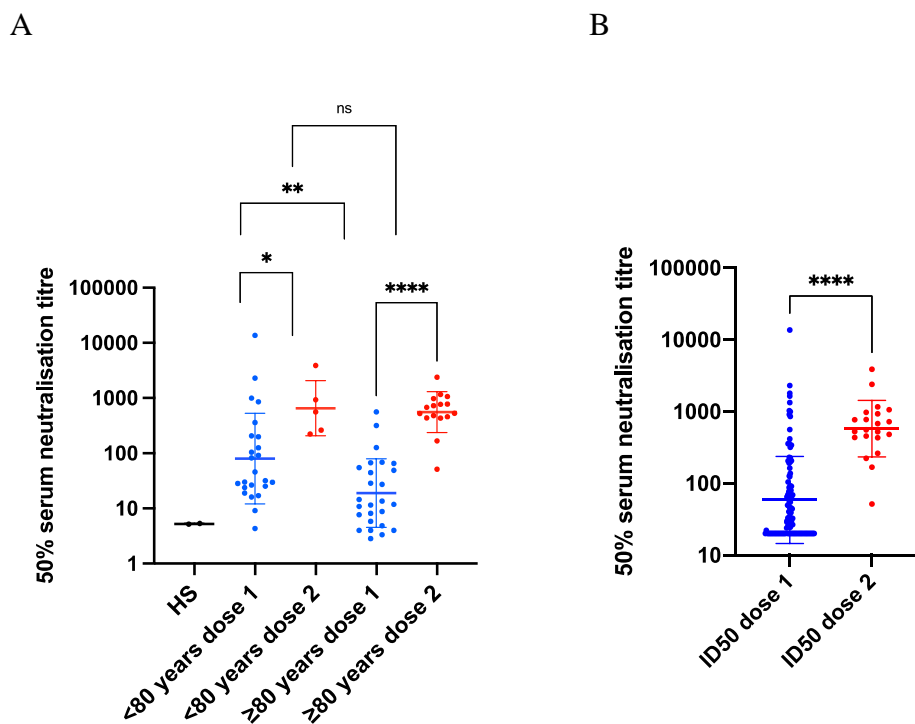 A
B
ns
**
*
****
50% serum neutralisation titre
100000
10000
1000
100
10
1
HS
<80 years dose 1
<80 years dose 2
≥80 years dose 1
≥80 years dose 2
****
50% serum neutralisation titre
100000
10000
1000
100
10
ID50 dose 1
ID50 dose 2